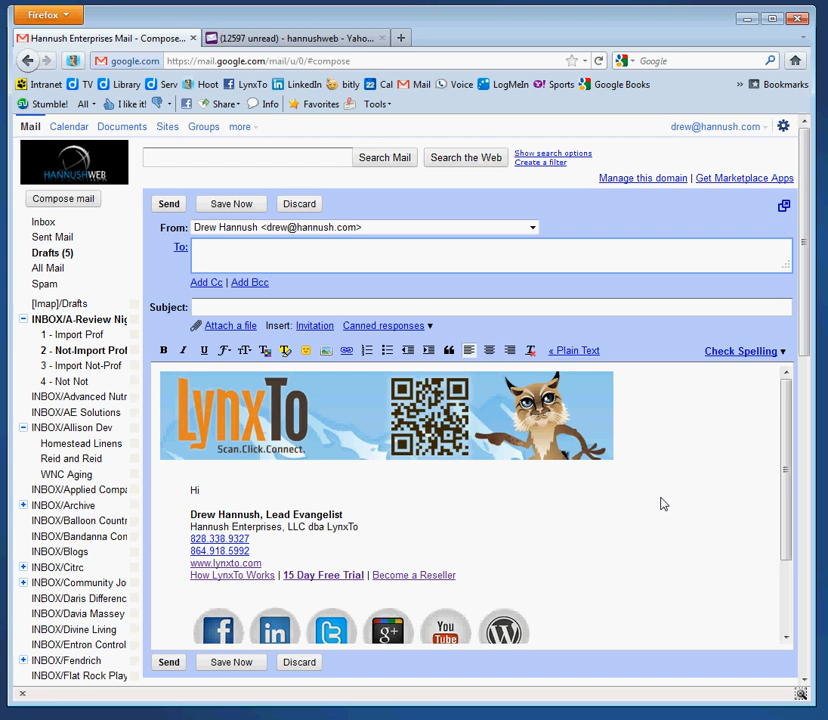 Firefox
Hannush Enterprises Mail - Compose...
(12597 unread) - hannushweb - Yaho...
google.com https://mail.google.com/mail/u/0/#compose
Google
Intranet TV Library Serv Hoot LynxTo LinkedIn bitly 22 Cal Mail Voice LogMeIn Sports Google Books » Bookmarks
Stumble! All I like it! Share Info Favorites Tools
Mail Calendar Documents Sites Groups more
drew@hannush.com
HANNUSHWEB
Search Mail Search the Web
Show search options
Create a filter
Manage this domain | Get Marketplace Apps
Compose mail
Inbox
Sent Mail
Drafts (5)
All Mail
Spam
[Imap]/Drafts
INBOX/A-Review Nig
1 - Import Prof
2 - Not-Import Prof
3 - Import Not-Prof
4 - Not Not
INBOX/Advanced Nutr
INBOX/AE Solutions
INBOX/Allison Dev
Homestead Linens
Reid and Reid
WNC Aging
INBOX/Applied Compa
INBOX/Archive
INBOX/Balloon Countr
INBOX/Bandanna Con
INBOX/Blogs
INBOX/Citrc
INBOX/Community Jo
INBOX/Daris Differenc
INBOX/Davia Massey
INBOX/Divine Living
INBOX/Entron Control
INBOX/Fendrich
INBOX/Flat Rock Play
Send Save Now Discard
From: Drew Hannush <drew@hannush.com>
To:
Add Cc | Add Bcc
Subject:
Attach a file Insert: Invitation Canned responses
B I U « Plain Text Check Spelling
LynxTo
Scan.Click.Connect.
Hi
Drew Hannush, Lead Evangelist
Hannush Enterprises, LLC dba LynxTo
828.338.9327
864.918.5992
www.lynxto.com
How LynxTo Works | 15 Day Free Trial | Become a Reseller
You Tube
Send Save Now Discard